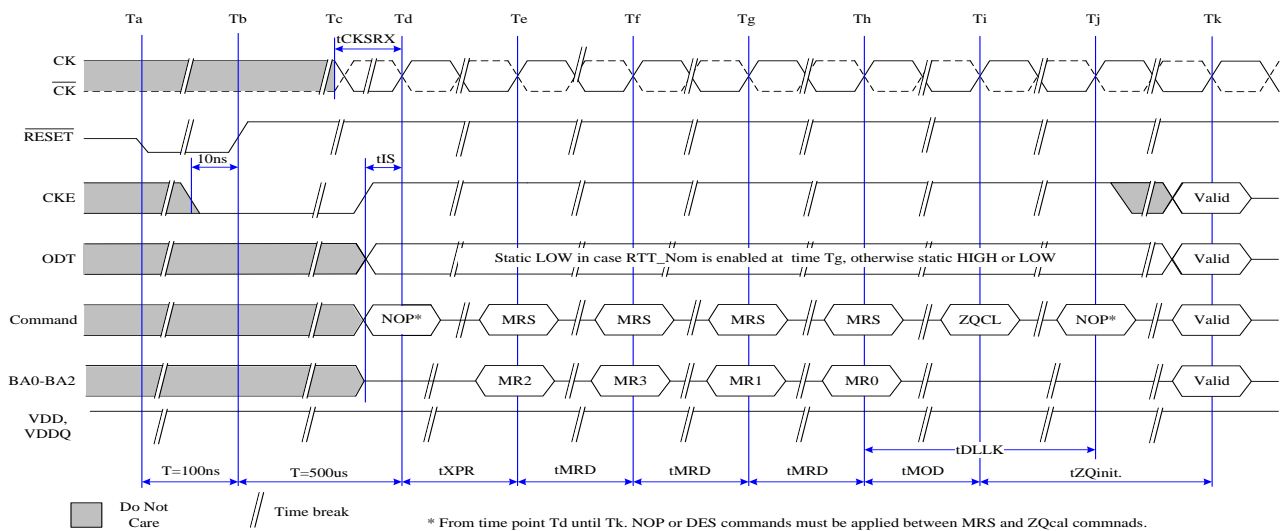 Ta Tb Tc Td Te Tf Tg Th Ti Tj Tk
tCKSRX
CK
CK
RESET
10ns tIS
CKE Valid
ODT Static LOW in case RTT_Nom is enabled at time Tg, otherwise static HIGH or LOW Valid
Command NOP* MRS MRS MRS MRS ZQCL NOP* Valid
BA0-BA2 MR2 MR3 MR1 MR0 Valid
VDD,
VDDQ
tDLLK
T=100ns T=500us tXPR tMRD tMRD tMRD tMOD tZQinit.
Do Not
Care
Time break
* From time point Td until Tk. NOP or DES commands must be applied between MRS and ZQcal commnads.